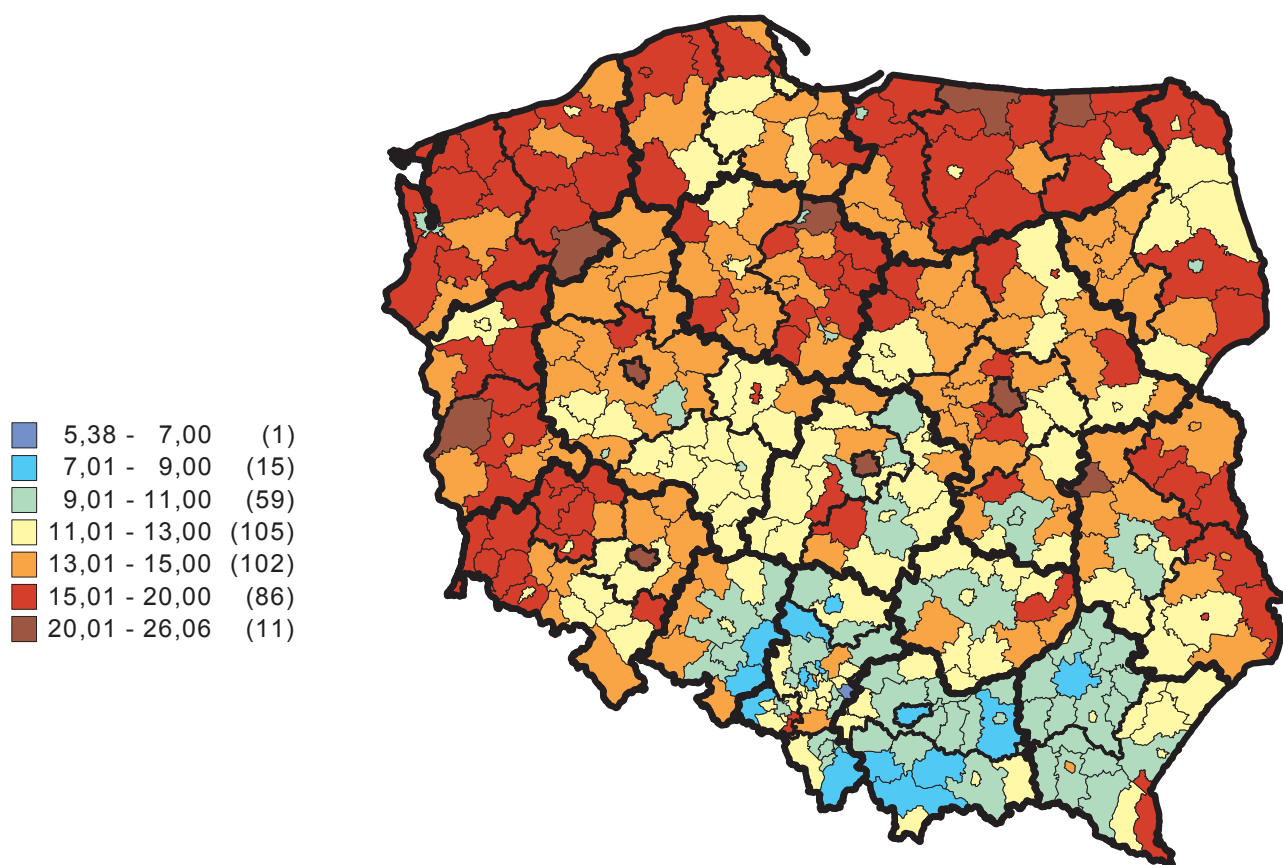 5,38 - 7,00 (1)
7,01 - 9,00 (15)
9,01 - 11,00 (59)
11,01 - 13,00 (105)
13,01 - 15,00 (102)
15,01 - 20,00 (86)
20,01 - 26,06 (11)